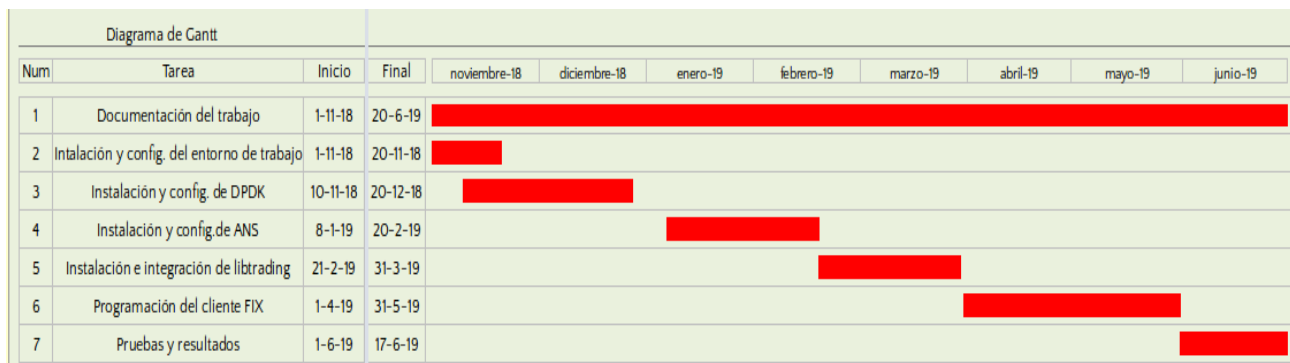 Diagrama de Gantt
Num Tarea Inicio Final noviembre-18 diciembre-18 enero-19 febrero-19 marzo-19 abril-19 mayo-19 junio-19
1 Documentación del trabajo 1-11-18 20-6-19
2 Intalación y config. del entorno de trabajo 1-11-18 20-11-18
3 Instalación y config. de DPDK 10-11-18 20-12-18
4 Instalación y config.de ANS 8-1-19 20-2-19
5 Instalación e integración de libtrading 21-2-19 31-3-19
6 Programación del cliente FIX 1-4-19 31-5-19
7 Pruebas y resultados 1-6-19 17-6-19